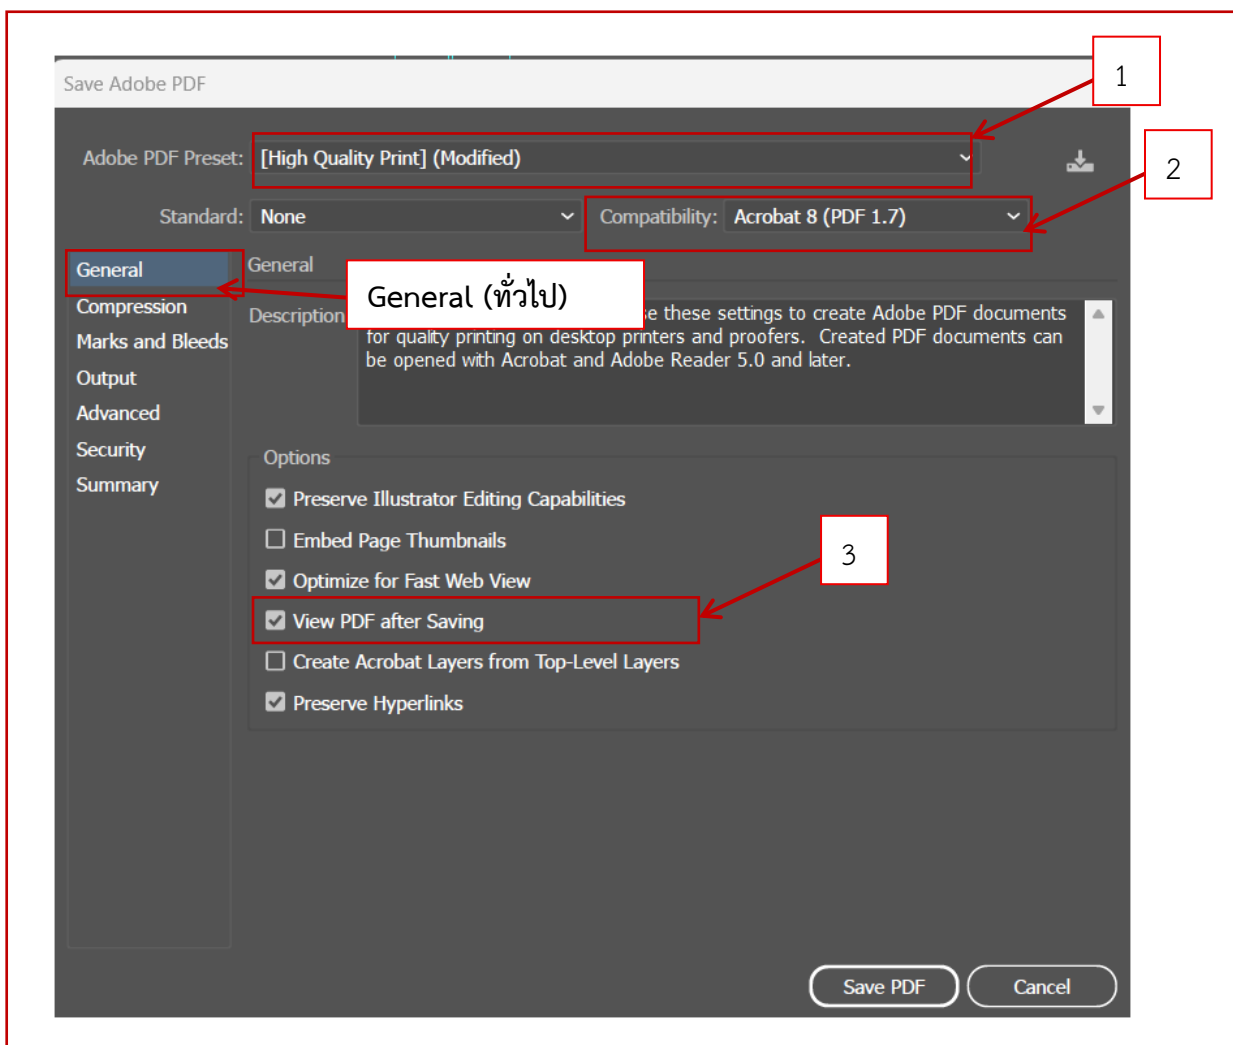 1
Save Adobe PDF
Adobe PDF Preset: [High Quality Print] (Modified)
2
Standard: None Compatibility: Acrobat 8 (PDF 1.7)
General
General
General (ทั่วไป)
Compression
Description
se these settings to create Adobe PDF documents
for quality printing on desktop printers and proofers. Created PDF documents can
be opened with Acrobat and Adobe Reader 5.0 and later.
Marks and Bleeds
Output
Advanced
Security
Summary
Options
Preserve Illustrator Editing Capabilities
Embed Page Thumbnails
3
Optimize for Fast Web View
View PDF after Saving
Create Acrobat Layers from Top-Level Layers
Preserve Hyperlinks
Save PDF Cancel